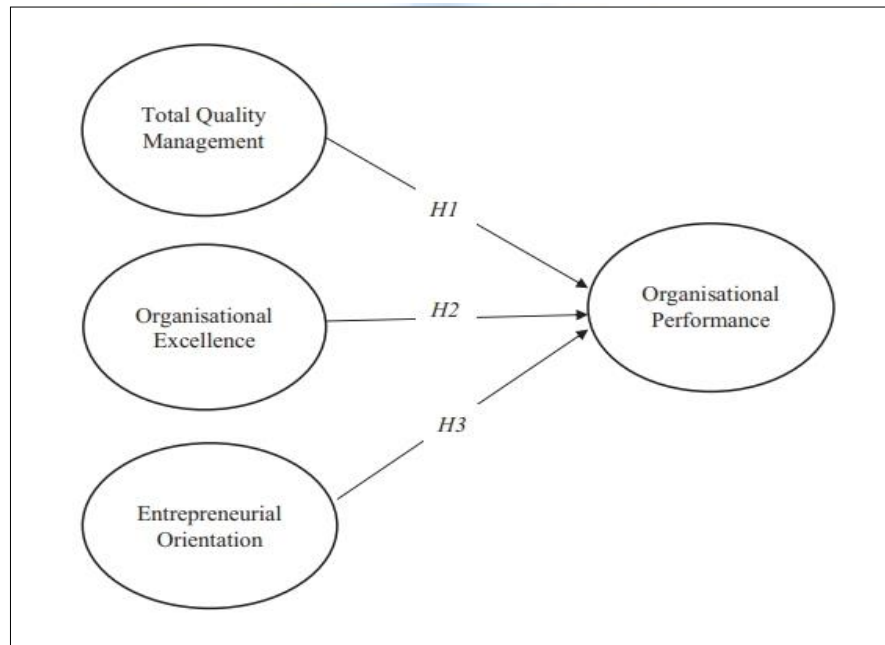 Total Quality
Management
H1
Organisational
Excellence
H2
Organisational
Performance
H3
Entrepreneurial
Orientation